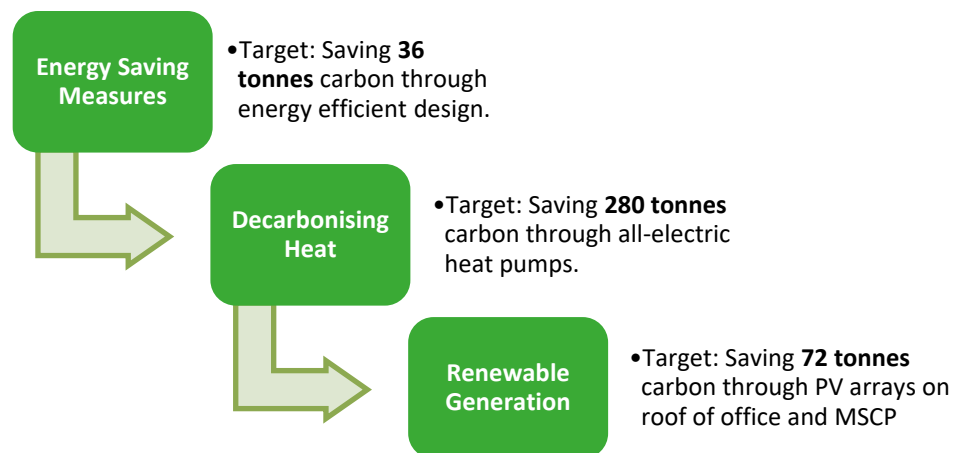 Energy Saving
Measures
•Target: Saving 36
tonnes carbon through
energy efficient design.
Decarbonising
Heat
•Target: Saving 280 tonnes
carbon through all-electric
heat pumps.
Renewable
Generation
•Target: Saving 72 tonnes
carbon through PV arrays on
roof of office and MSCP